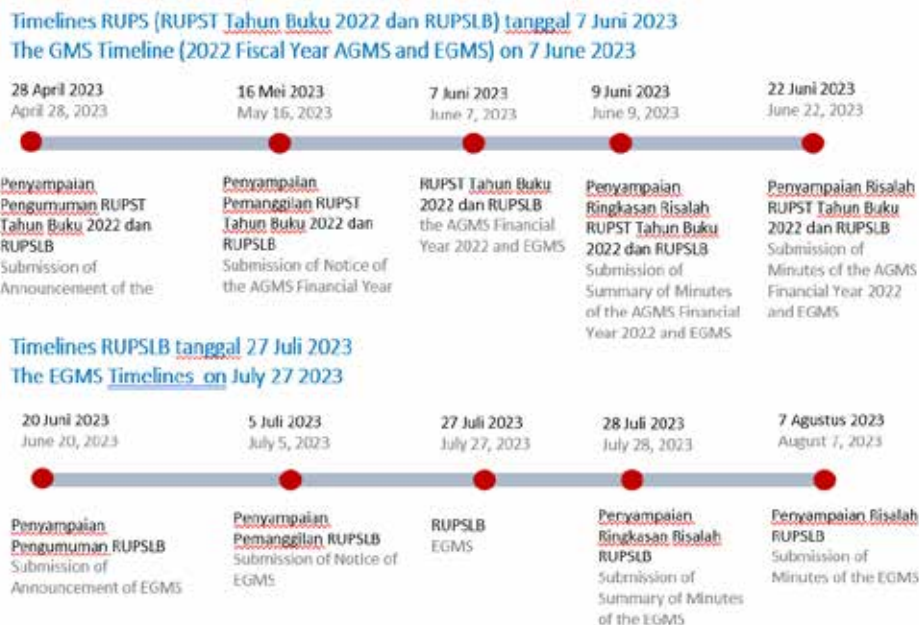 Timelines RUPS (RUPST Tahun Buku 2022 dan RUPSLB) tanggal 7 Juni 2023
The GMS Timeline (2022 Fiscal Year AGMS and EGMS) on 7 June 2023
28 April 2023
April 28, 2023
Penyampaian
Pengumuman RUPST
Tahun Buku 2022 dan
RUPSLB
Submission of
Announcement of the
16 Mei 2023
May 16, 2023
Penyampaian
Pemanggilan RUPST
Tahun Buku 2022 dan
RUPSLB
Submission of Notice of
the AGMS Financial Year
7 Juni 2023
June 7, 2023
RUPST Tahun Buku
2022 dan RUPSLB
the AGMS Financial
Year 2022 and EGMS
9 Juni 2023
June 9, 2023
Penyampaian
Ringkasan Risalah
RUPST Tahun Buku
2022 dan RUPSLB
Submission of
Summary of Minutes
of the AGMS Financial
Year 2022 and EGMS
22 Juni 2023
June 22, 2023
Penyampaian Risalah
RUPST Tahun Buku
2022 dan RUPSLB
Submission of
Minutes of the AGMS
Financial Year 2022
and EGMS
Timelines RUPSLB tanggal 27 Juli 2023
The EGMS Timelines on July 27 2023
20 Juni 2023
June 20, 2023
Penyampaian
Pengumuman RUPSLB
Submission of
Announcement of EGMS
5 Juli 2023
July 5, 2023
Penyampaian
Pemanggilan RUPSLB
Submission of Notice of
EGMS
27 Juli 2023
July 27, 2023
RUPSLB
EGMS
28 Juli 2023
July 28, 2023
Penyampaian
Ringkasan Risalah
RUPSLB
Submission of
Summary of Minutes
of the EGMS
7 Agustus 2023
August 7, 2023
Penyampaian Risalah
RUPSLB
Submission of
Minutes of the EGMS